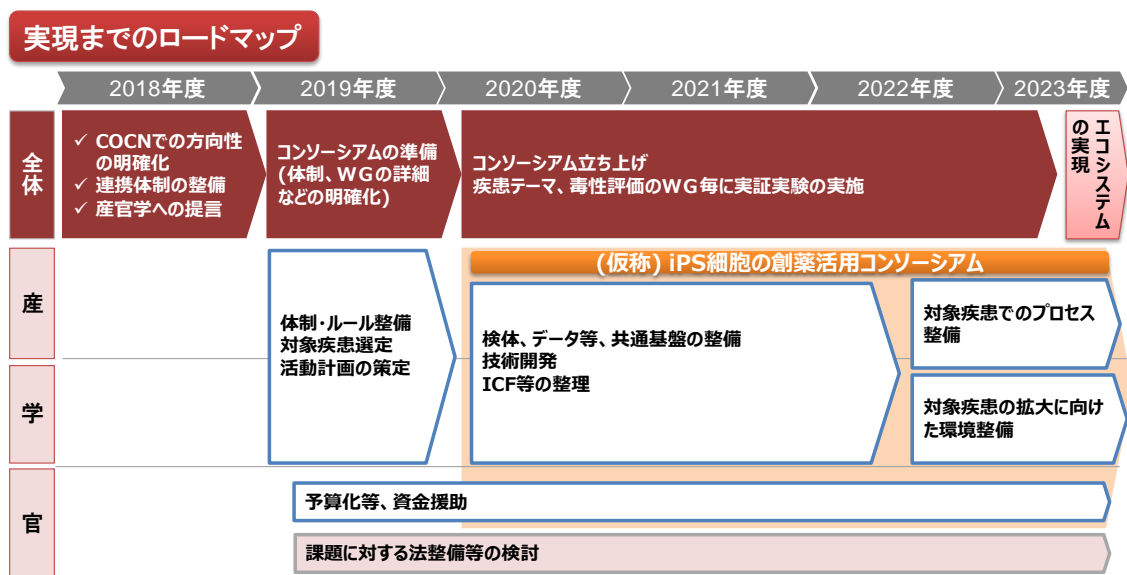 実現までのロードマップ
2018年度
2019年度
2020年度
2021年度
2022年度
2023年度
全体
✓ COCNでの方向性
の明確化
✓ 連携体制の整備
✓ 産官学への提言
コンソーシアムの準備
(体制、WGの詳細
などの明確化)
コンソーシアム立ち上げ
疾患テーマ、毒性評価のWG毎に実証実験の実施
エコシステム
の実現
産
学
(仮称) iPS細胞の創薬活用コンソーシアム
体制・ルール整備
対象疾患選定
活動計画の策定
検体、データ等、共通基盤の整備
技術開発
ICF等の整理
対象疾患でのプロセス
整備
対象疾患の拡大に向け
た環境整備
官
予算化等、資金援助
課題に対する法整備等の検討